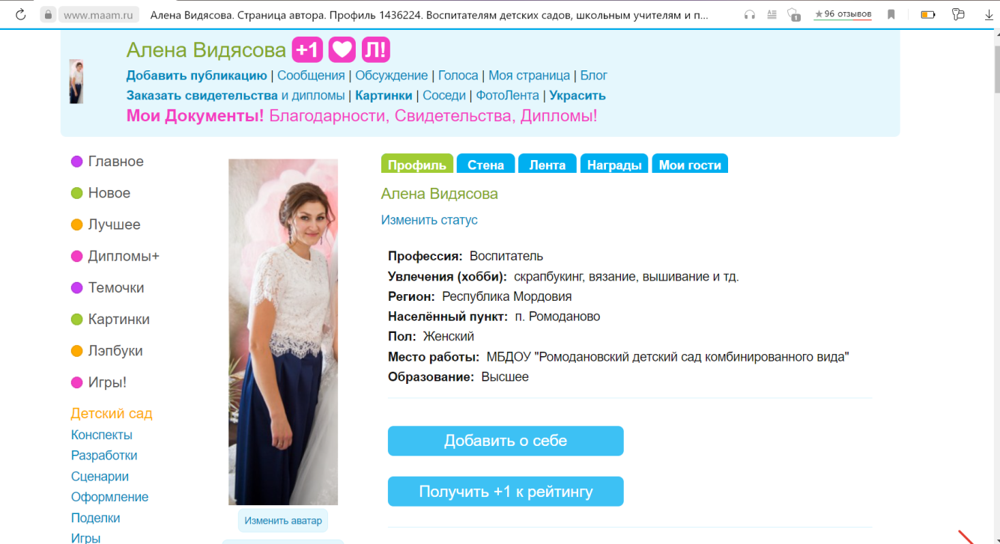 www.maam.ru Алена Видясова. Страница автора. Профиль 1436224. Воспитателям детских садов, школьным учителям и п... 1 ★96 отзывов
Алена Видясова +1 Л!
Добавить публикацию | Сообщения | Обсуждение | Голоса | Моя страница | Блог
Заказать свидетельства и дипломы | Картинки | Соседи | ФотоЛента | Украсить
Мои Документы! Благодарности, Свидетельства, Дипломы!
Главное
Новое
Лучшее
Дипломы+
Темочки
Картинки
Лэпбуки
Игры!
Детский сад
Конспекты
Разработки
Сценарии
Оформление
Поделки
Игры
Изменить аватар
Профиль Стена Лента Награды Мои гости
Алена Видясова
Изменить статус
Профессия: Воспитатель
Увлечения (хобби): скрапбукинг, вязание, вышивание и тд.
Регион: Республика Мордовия
Населённый пункт: п. Ромоданово
Пол: Женский
Место работы: МБДОУ "Ромодановский детский сад комбинированного вида"
Образование: Высшее
Добавить о себе
Получить +1 к рейтингу